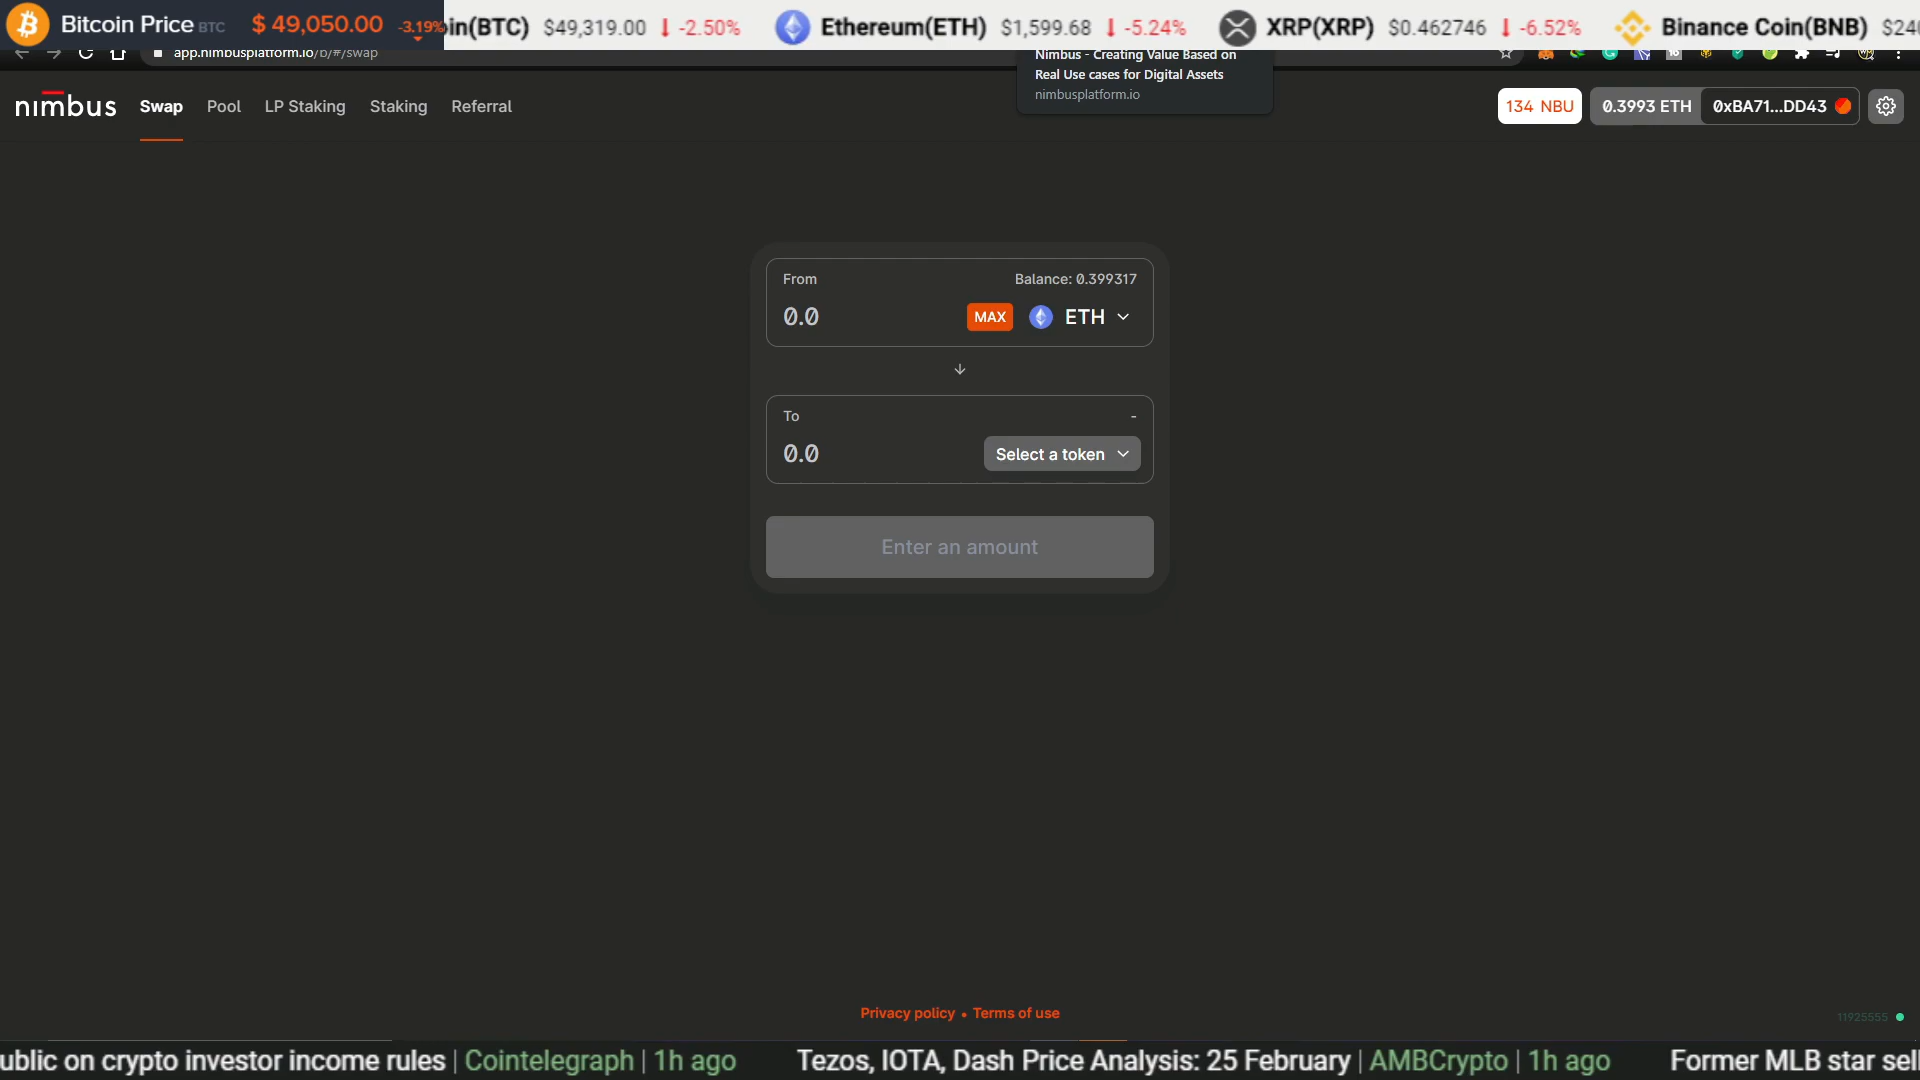 Bitcoin Price BTC $ 49,050.00 -3.19%
in(BTC) $49,319.00 -2.50% Ethereum(ETH) $1,599.68 -5.24% XRP(XRP) $0.462746 -6.52% Binance Coin(BNB) $24
app.nimbusplatform.io/b/#/swap
Nimbus - Creating Value Based on
Real Use cases for Digital Assets
nimbusplatform.io
nimbus Swap Pool LP Staking Staking Referral 134 NBU 0.3993 ETH 0xBA71...DD43
From Balance: 0.399317
0.0 MAX ETH
To -
0.0 Select a token
Enter an amount
Privacy policy • Terms of use
11925555
ublic on crypto investor income rules | Cointelegraph | 1h ago Tezos, IOTA, Dash Price Analysis: 25 February | AMBCrypto | 1h ago Former MLB star sell